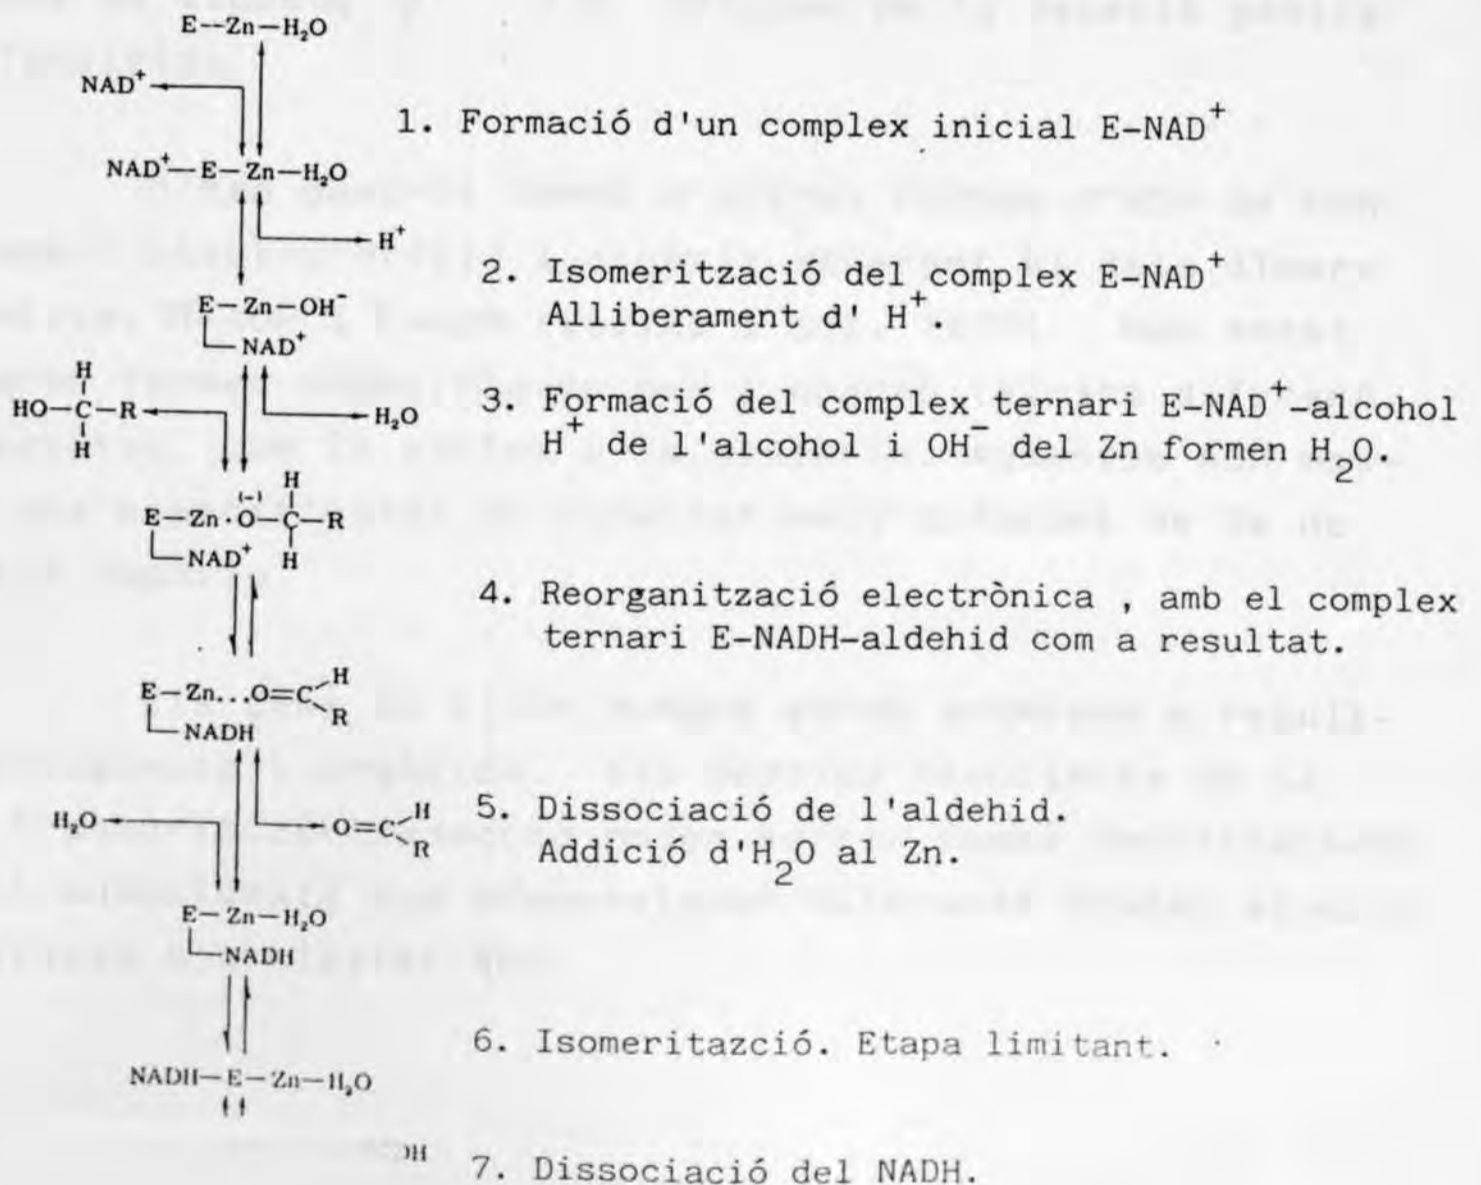 E--Zn-H₂O
NAD⁺
1. Formació d'un complex inicial E-NAD⁺
NAD⁺-E-Zn-H₂O
H⁺
2. Isomerització del complex E-NAD⁺
Alliberament d' H⁺.
E-Zn-OH⁻
NAD⁺
H
HO-C-R
H
H₂O
3. Formació del complex ternari E-NAD⁺-alcohol
H⁺ de l'alcohol i OH⁻ del Zn formen H₂O.
H
(-)
E-Zn·O-C-R
NAD⁺ H
4. Reorganització electrònica , amb el complex
ternari E-NADH-aldehid com a resultat.
H
E-Zn...O=C
R
NADH
5. Dissociació de l'aldehid.
Addició d'H₂O al Zn.
H₂O
H
O=C
R
E-Zn-H₂O
NADH
6. Isomeritazció. Etapa limitant.
NADH-E-Zn-H₂O
7. Dissociació del NADH.